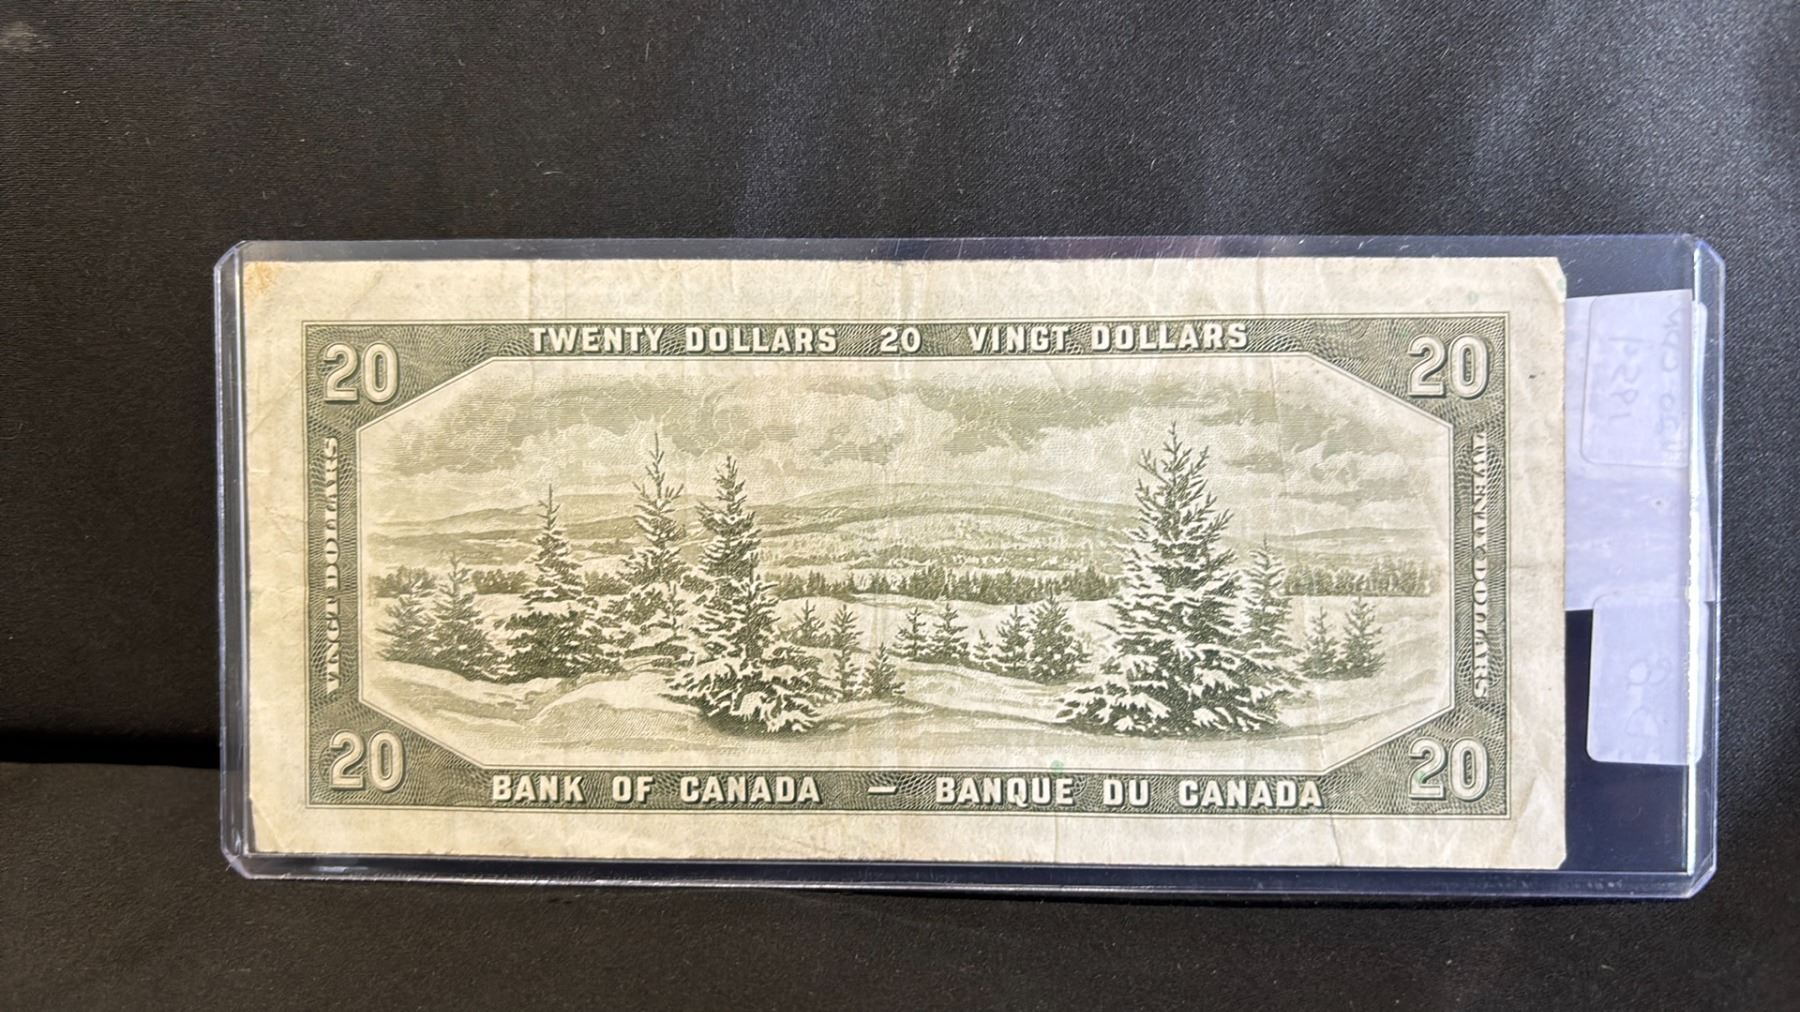 TWENTY DOLLARS 20 VINGT DOLLARS
20
20
VINGT DOLLARS
TWENTY DOLLARS
20
20
BANK OF CANADA — BANQUE DU CANADA